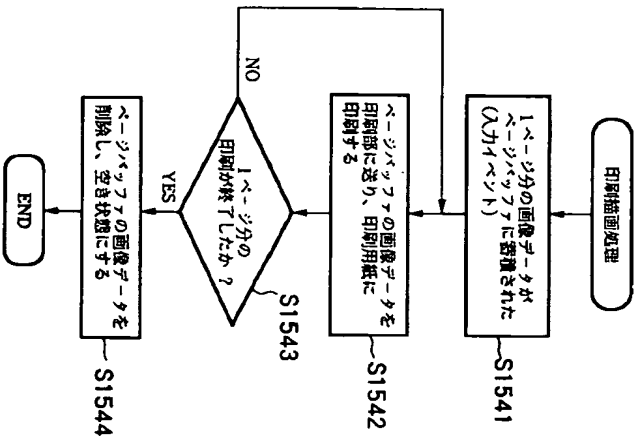 印刷描画処理
1ページ分の画像データが
ページバッファに蓄積された
(入力イベント)
S1541
ページバッファの画像データを
印刷部に送り、印刷用紙に
印刷する
S1542
1ページ分の
印刷が終了したか?
S1543
NO
YES
ページバッファの画像データを
削除し、空き状態にする
S1544
END